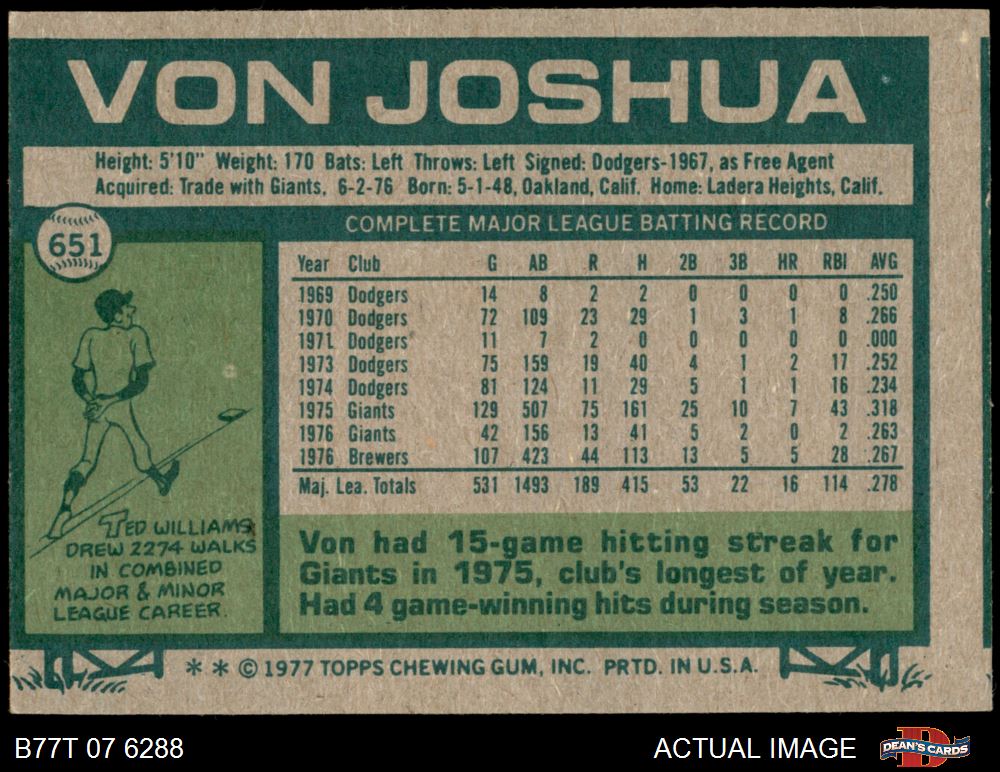 VON JOSHUA
Height: 5'10" Weight: 170 Bats: Left Throws: Left Signed: Dodgers-1967, as Free Agent
Acquired: Trade with Giants, 6-2-76 Born: 5-1-48, Oakland, Calif. Home: Ladera Heights, Calif.
651
COMPLETE MAJOR LEAGUE BATTING RECORD
Year Club G AB R H 2B 3B HR RBI AVG
1969 Dodgers 14 8 2 2 0 0 0 0 .250
1970 Dodgers 72 109 23 29 1 3 1 8 .266
1971 Dodgers 11 7 2 0 0 0 0 0 .000
1973 Dodgers 75 159 19 40 4 1 2 17 .252
1974 Dodgers 81 124 11 29 5 1 1 16 .234
1975 Giants 129 507 75 161 25 10 7 43 .318
1976 Giants 42 156 13 41 5 2 0 2 .263
1976 Brewers 107 423 44 113 13 5 5 28 .267
Maj. Lea. Totals 531 1493 189 415 53 22 16 114 .278
TED WILLIAMS
DREW 2274 WALKS
IN COMBINED
MAJOR & MINOR
LEAGUE CAREER.
Von had 15-game hitting streak for
Giants in 1975, club's longest of year.
Had 4 game-winning hits during season.
* * © 1977 TOPPS CHEWING GUM, INC. PRTD. IN U.S.A.
B77T 07 6288
ACTUAL IMAGE
DEAN'S CARDS